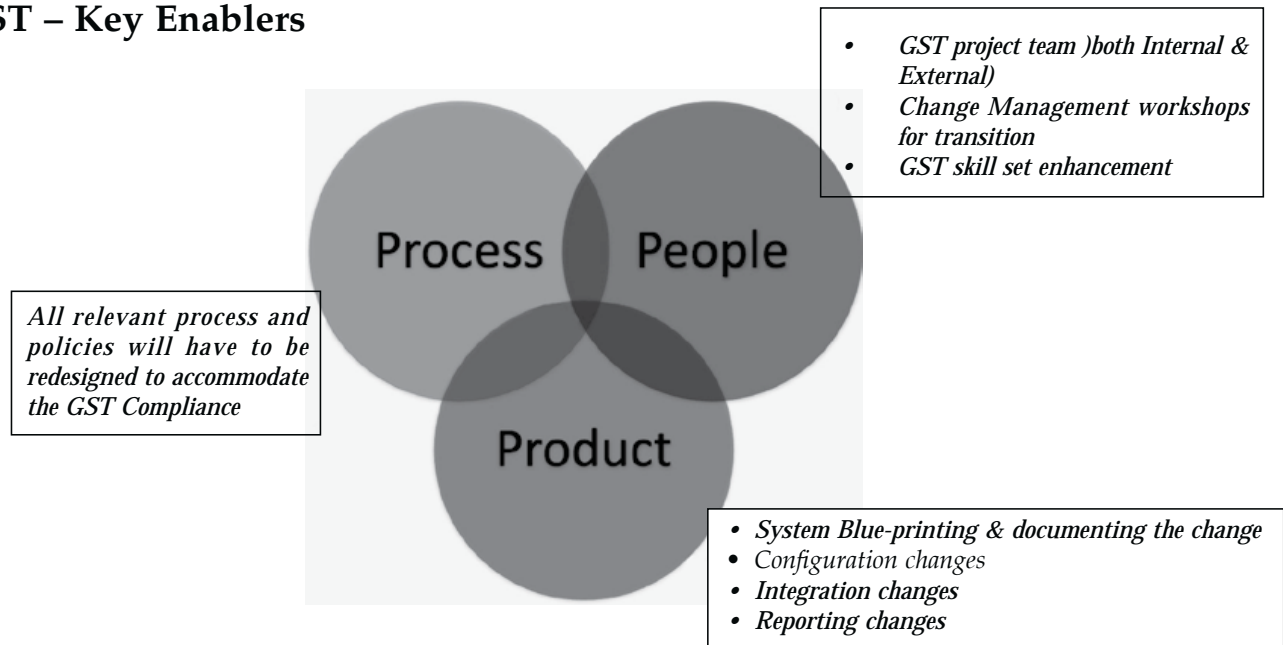 ST – Key Enablers
• GST project team )both Internal &
External)
• Change Management workshops
for transition
• GST skill set enhancement
Process
People
All relevant process and
policies will have to be
redesigned to accommodate
the GST Compliance
Product
• System Blue-printing & documenting the change
• Configuration changes
• Integration changes
• Reporting changes